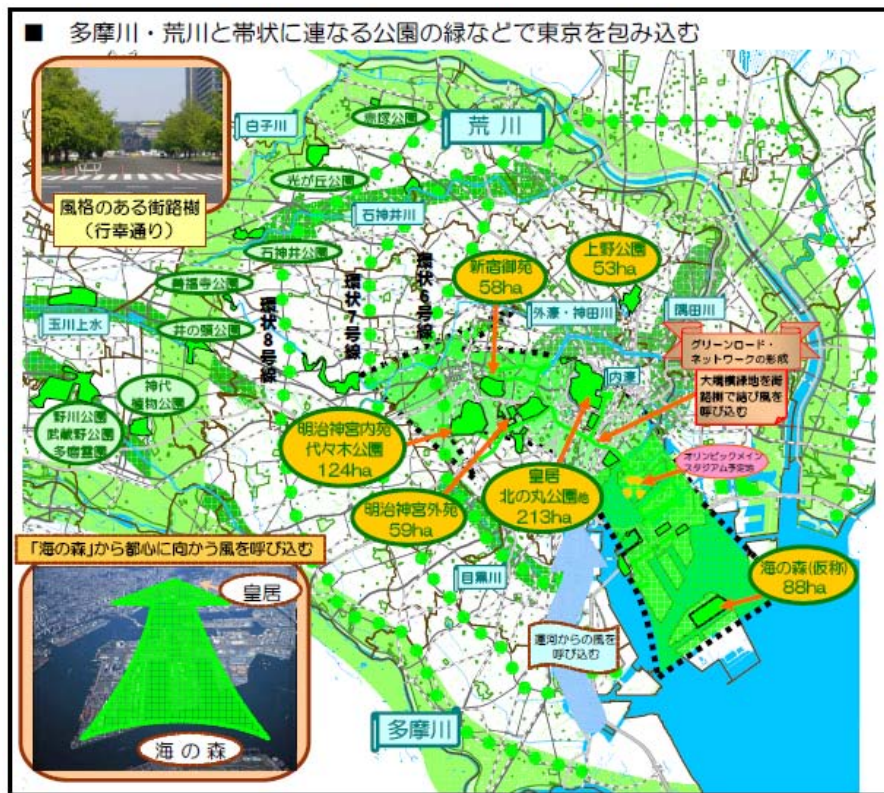 ■ 多摩川・荒川と帯状に連なる公園の緑などで東京を包み込む
風格のある街路樹
(行幸通り)
白子川
赤塚公園
荒川
光が丘公園
石神井川
石神井公園
善福寺公園
玉川上水
井の頭公園
環状8号線
環状7号線
環状6号線
新宿御苑
58ha
上野公園
53ha
外濠・神田川
隅田川
グリーンロード・
ネットワークの形成
内濠
大規模緑地を街
路樹で結び風を
呼び込む
神代
植物公園
野川公園
武蔵野公園
多磨霊園
明治神宮内苑
代々木公園
124ha
明治神宮外苑
59ha
皇居
北の丸公園他
213ha
オリンピックメイン
スタジアム予定地
海の森(仮称)
88ha
目黒川
運河からの風を
呼び込む
多摩川
「海の森」から都心に向かう風を呼び込む
皇居
海の森